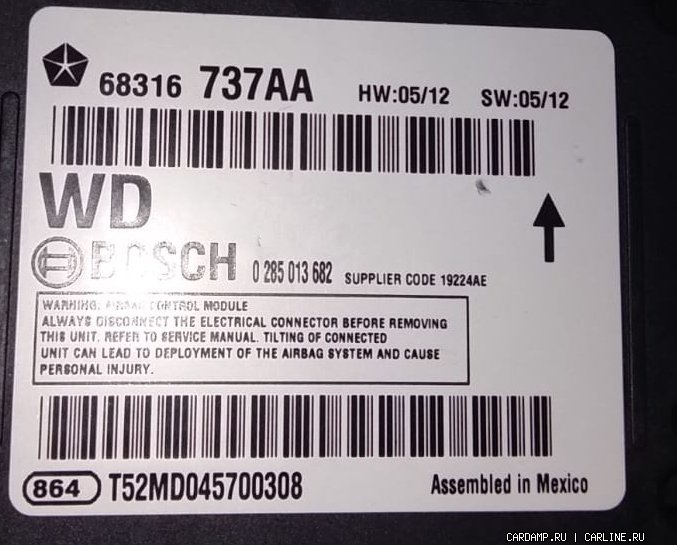 68316 737AA HW:05/12 SW:05/12
WD
BOSCH 0 285 013 682 SUPPLIER CODE 19224AE
WARNING: AIRBAG CONTROL MODULE
ALWAYS DISCONNECT THE ELECTRICAL CONNECTOR BEFORE REMOVING
THIS UNIT. REFER TO SERVICE MANUAL. TILTING OF CONNECTED
UNIT CAN LEAD TO DEPLOYMENT OF THE AIRBAG SYSTEM AND CAUSE
PERSONAL INJURY.
864 T52MD045700308 Assembled in Mexico
CARDAMP.RU | CARLINE.RU